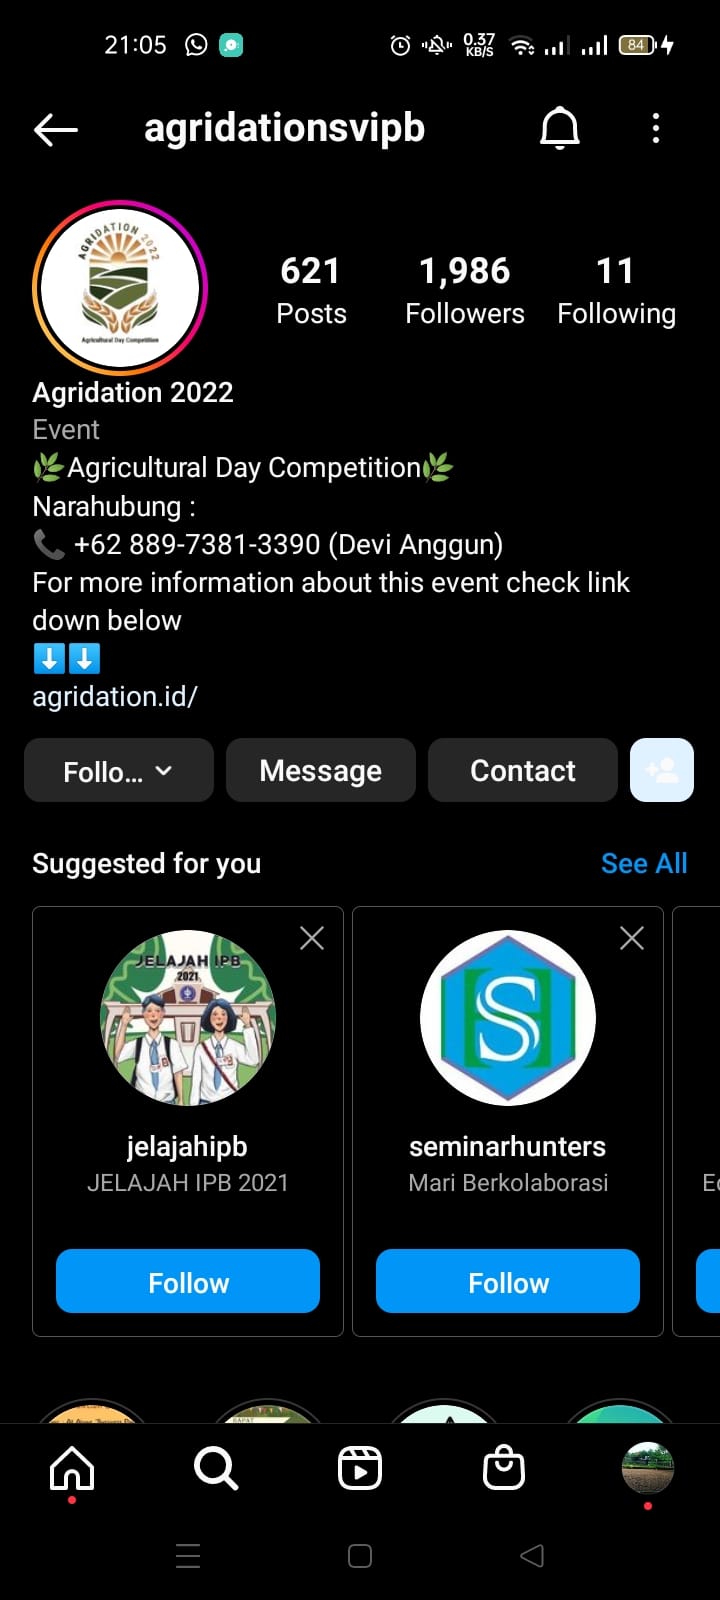 21:05
0.37
KB/S
84
agridationsvipb
AGRIDATION 2022
Agricultural Day Competition
621
1,986
11
Posts
Followers
Following
Agridation 2022
Event
🌿Agricultural Day Competition🌿
Narahubung :
📞 +62 889-7381-3390 (Devi Anggun)
For more information about this event check link
down below
⬇️⬇️
agridation.id/
Follo...
Message
Contact
Suggested for you
See All
JELAJAH IPB
2021
S
jelajahipb
seminarhunters
JELAJAH IPB 2021
Mari Berkolaborasi
Follow
Follow